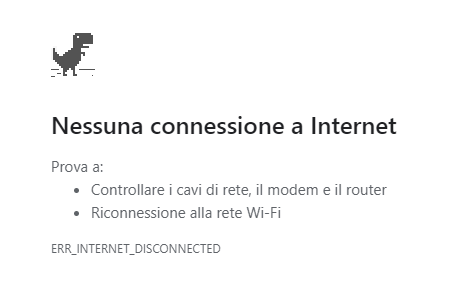 Nessuna connessione a Internet
Prova a:
• Controllare i cavi di rete, il modem e il router
• Riconnessione alla rete Wi-Fi
ERR_INTERNET_DISCONNECTED